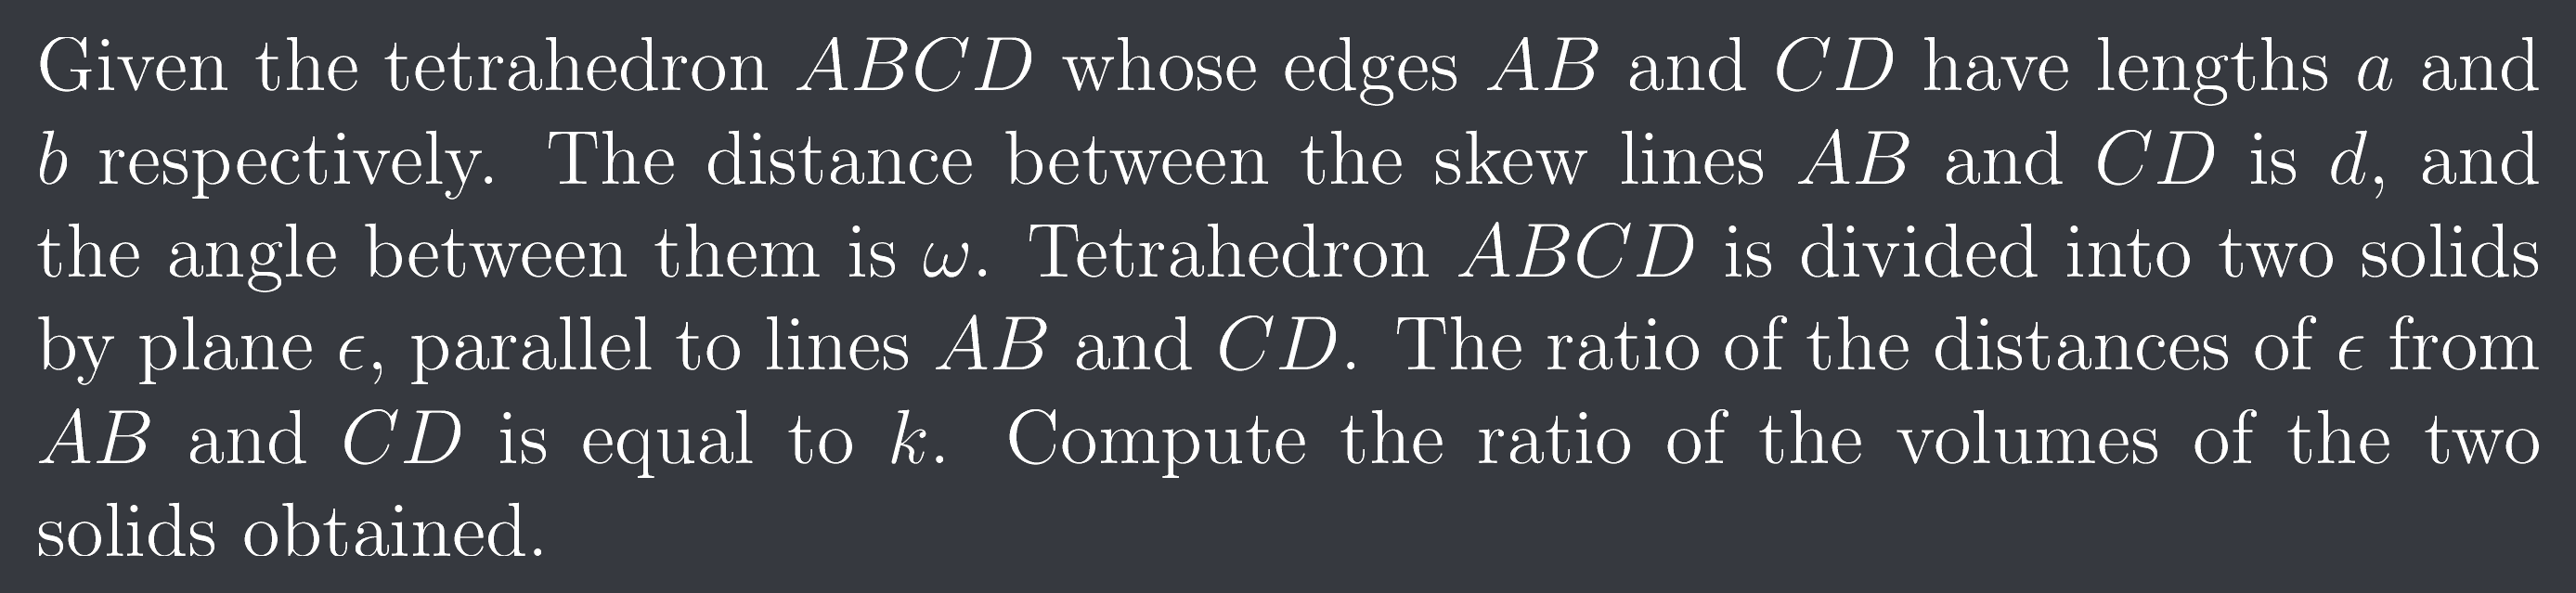 Given the tetrahedron ABCD whose edges AB and CD have lengths a and
b respectively. The distance between the skew lines AB and CD is d, and
the angle between them is ω. Tetrahedron ABCD is divided into two solids
by plane ϵ, parallel to lines AB and CD. The ratio of the distances of ϵ from
AB and CD is equal to k. Compute the ratio of the volumes of the two
solids obtained.